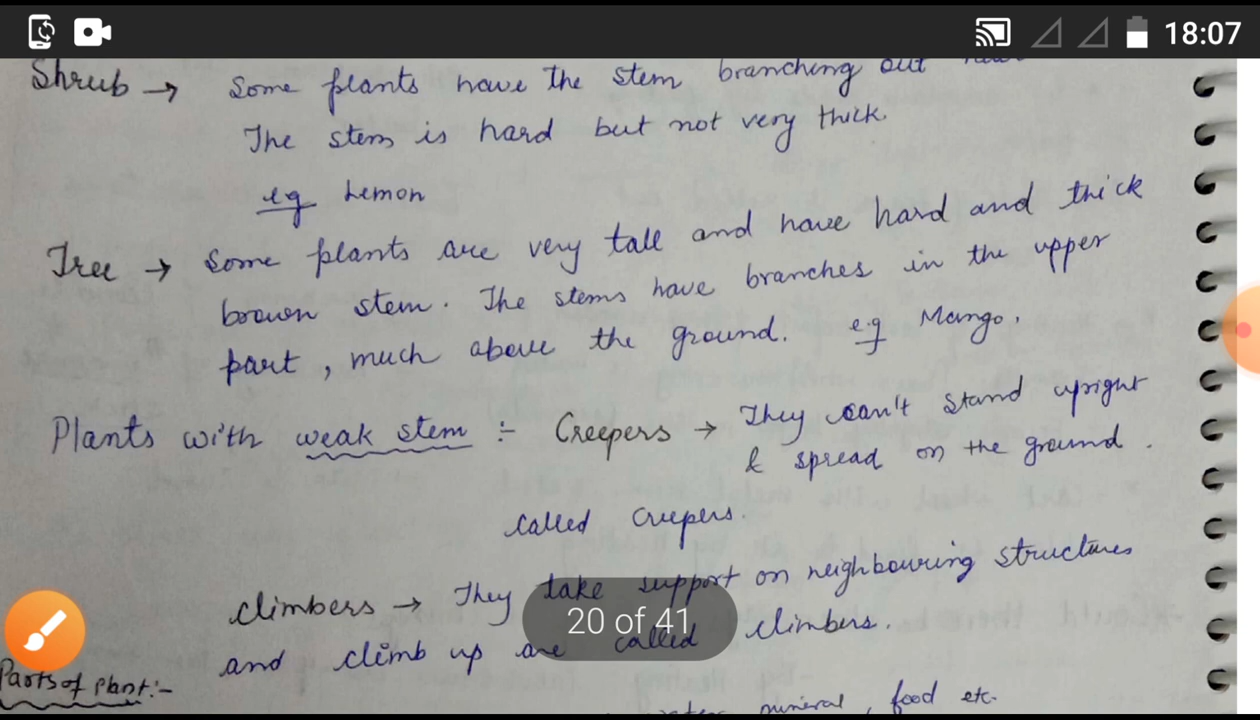 18:07
Shrub → Some plants have the stem branching out
The stem is hard but not very thick.
eg Lemon
Tree → Some plants are very tall and have hard and thick
brown stem. The stems have branches in the upper
part, much above the ground. e.g Mango.
Plants with weak stem :- Creepers → They can't stand upright
& spread on the ground.
called creepers.
climbers → They take support on neighbouring structures
20 of 41
and climb up are called climbers.
Parts of plant:-
mineral, food etc.